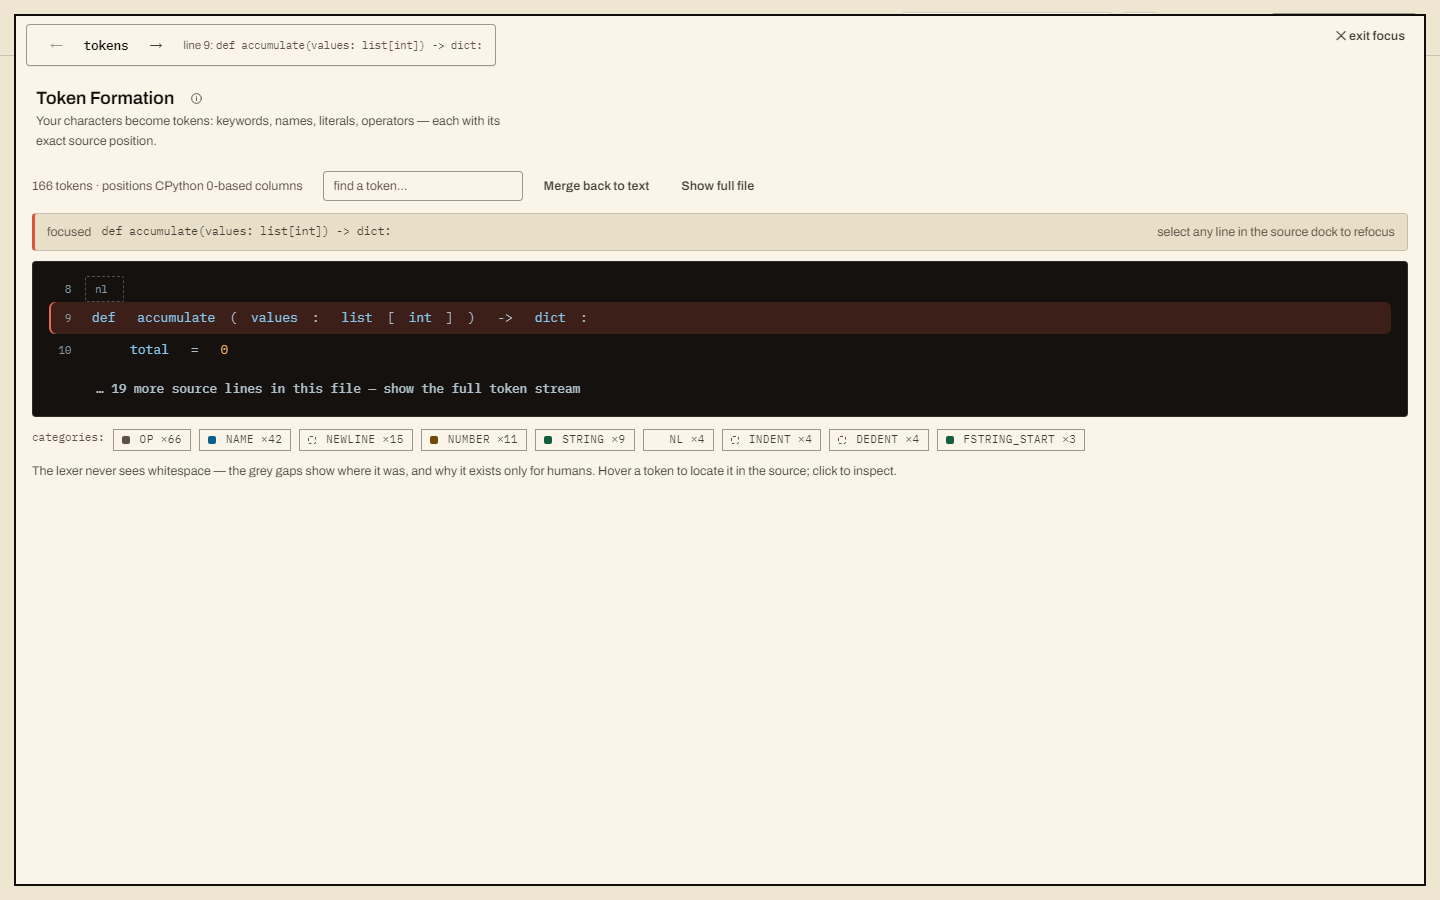 ← tokens → line 9: def accumulate(values: list[int]) -> dict:
exit focus
Token Formation
Your characters become tokens: keywords, names, literals, operators — each with its
exact source position.
166 tokens · positions CPython 0-based columns find a token... Merge back to text Show full file
focused def accumulate(values: list[int]) -> dict: select any line in the source dock to refocus
8 nl
9 def accumulate ( values : list [ int ] ) -> dict :
10 total = 0
… 19 more source lines in this file — show the full token stream
categories: OP ×66 NAME ×42 NEWLINE ×15 NUMBER ×11 STRING ×9 NL ×4 INDENT ×4 DEDENT ×4 FSTRING_START ×3
The lexer never sees whitespace — the grey gaps show where it was, and why it exists only for humans. Hover a token to locate it in the source; click to inspect.